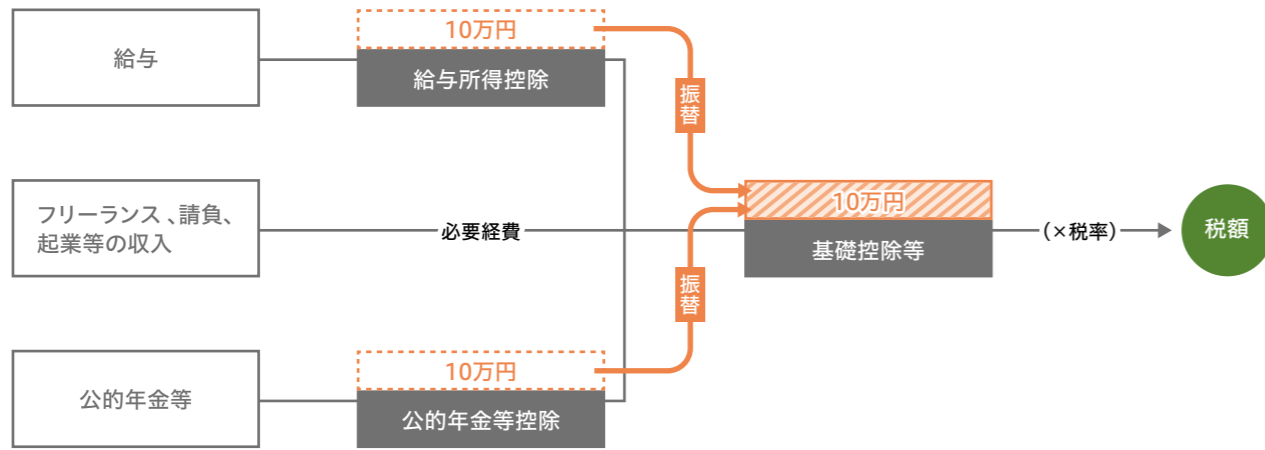 10万円
給与
給与所得控除
振替
フリーランス、請負、
起業等の収入
必要経費
10万円
基礎控除等
(×税率)
税額
振替
10万円
公的年金等
公的年金等控除